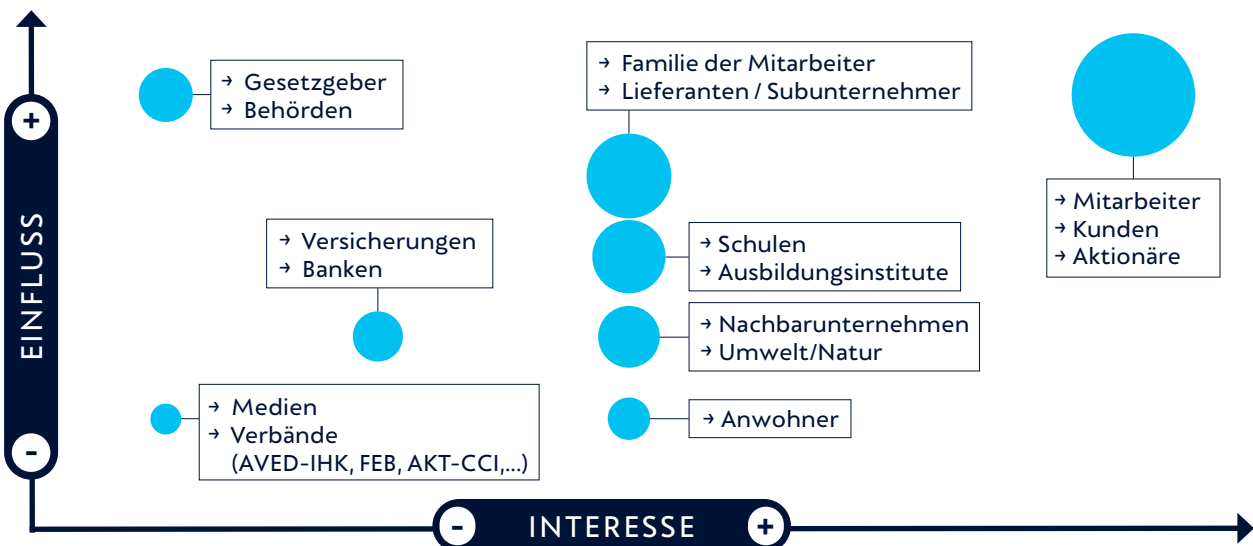 → Gesetzgeber
→ Behörden
→ Familie der Mitarbeiter
→ Lieferanten / Subunternehmer
→ Mitarbeiter
→ Kunden
→ Aktionäre
→ Versicherungen
→ Banken
→ Schulen
→ Ausbildungsinstitute
→ Nachbarunternehmen
→ Umwelt/Natur
→ Medien
→ Verbände
(AVED-IHK, FEB, AKT-CCI,...)
→ Anwohner
+
EINFLUSS
-
-
INTERESSE
+